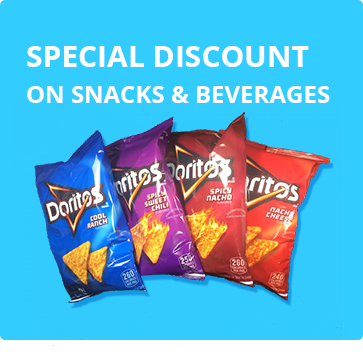 SPECIAL DISCOUNT
ON SNACKS & BEVERAGES
Doritos
COOL
RANCH
260
Doritos
SPICY
SWEET
CHILI
Doritos
SPICY
NACHO
260
Doritos
NACHO
CHEESE